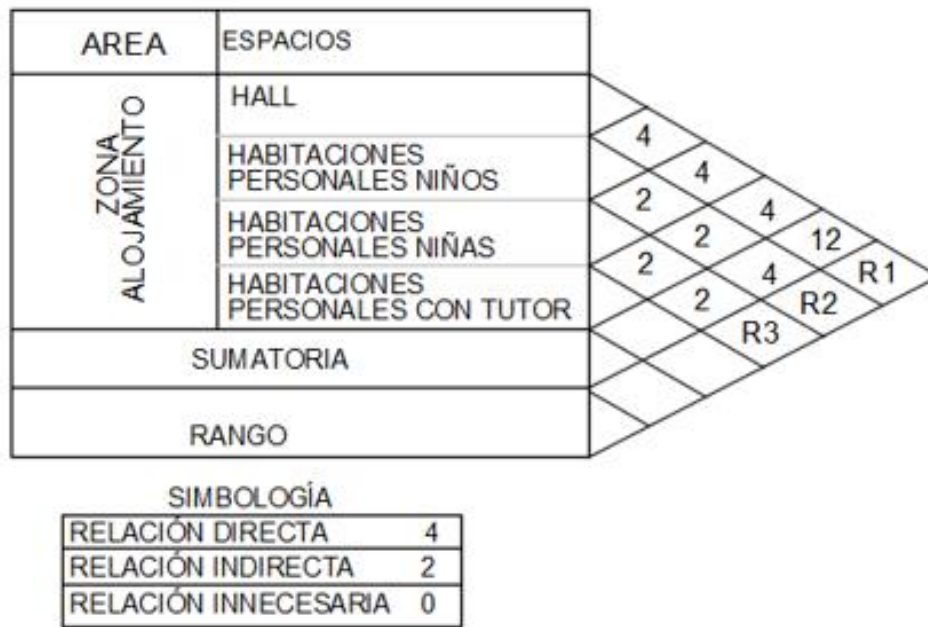 AREA
ESPACIOS
ZONA
ALOJAMIENTO
HALL
HABITACIONES
PERSONALES NIÑOS
HABITACIONES
PERSONALES NIÑAS
HABITACIONES
PERSONALES CON TUTOR
SUMATORIA
RANGO
4
4
2
4
2
12
2
4
R1
2
R2
R3
SIMBOLOGÍA
RELACIÓN DIRECTA 4
RELACIÓN INDIRECTA 2
RELACIÓN INNECESARIA 0